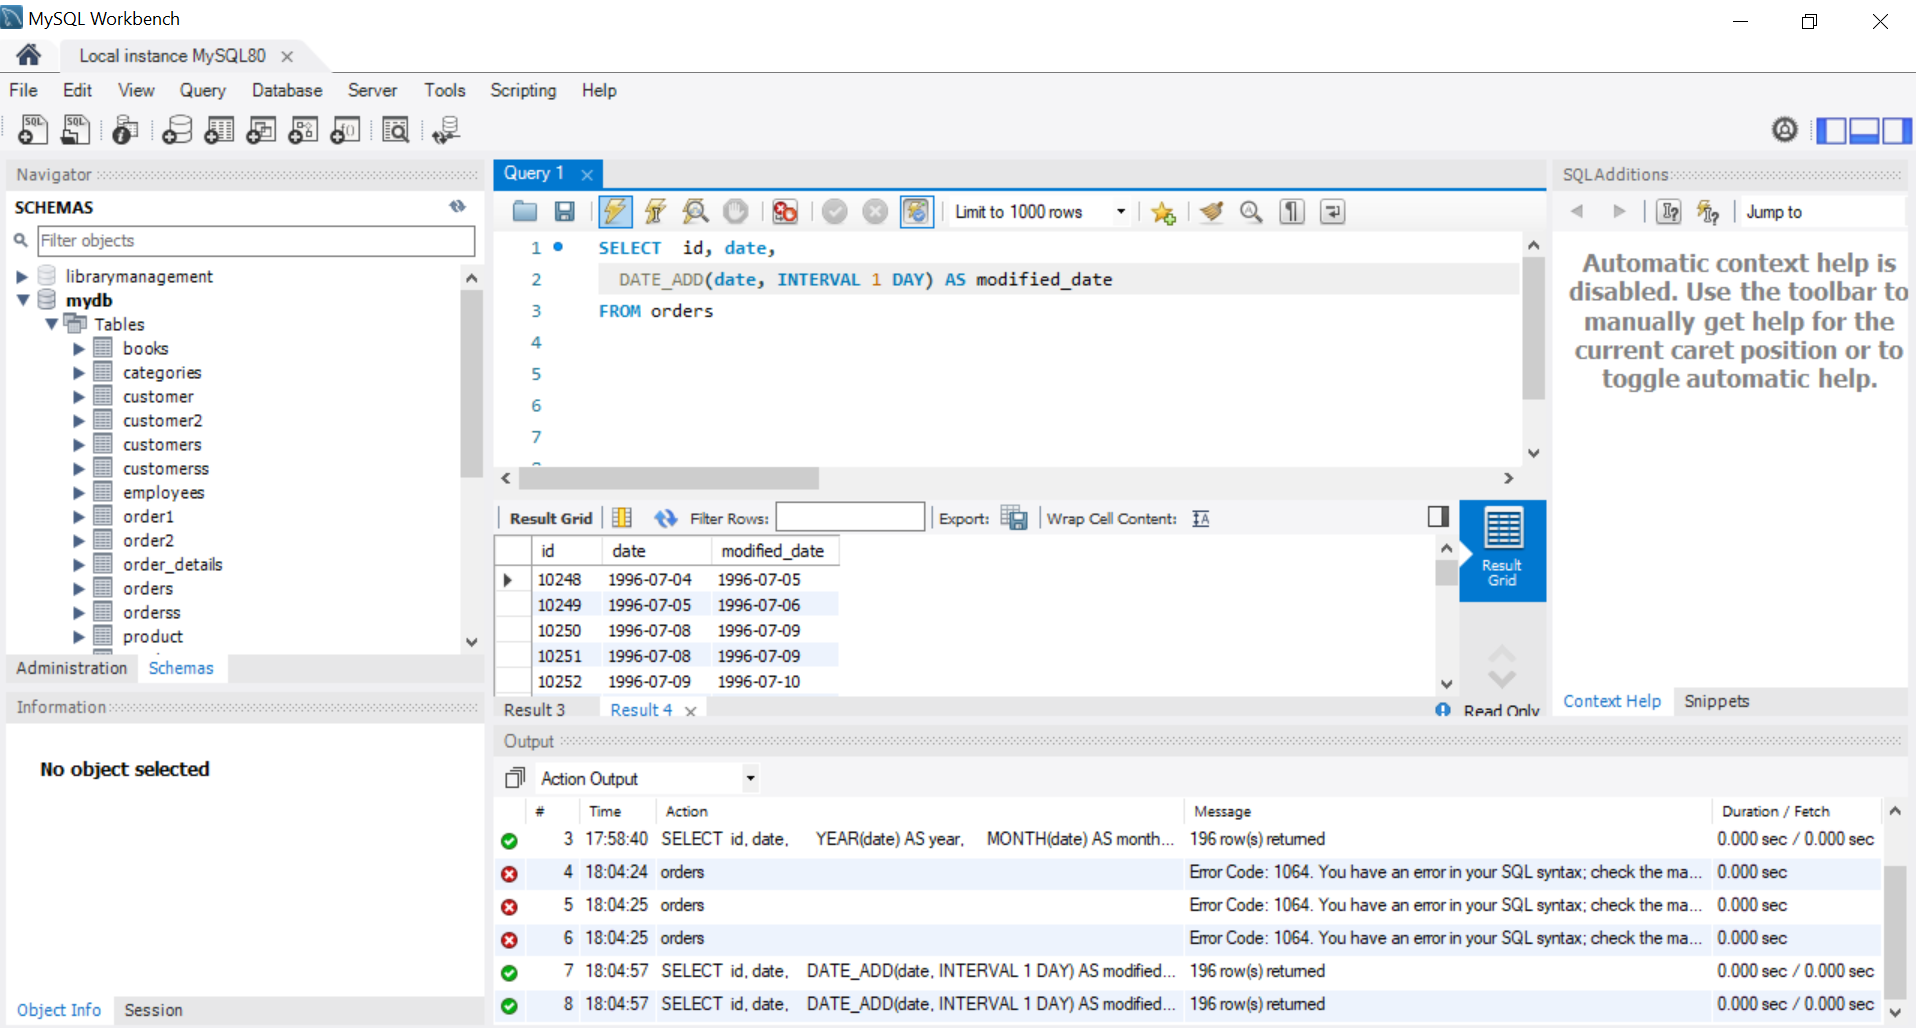 MySQL Workbench
Local instance MySQL80
File Edit View Query Database Server Tools Scripting Help
Navigator
SCHEMAS
Filter objects
librarymanagement
mydb
Tables
books
categories
customer
customer2
customers
customerss
employees
order1
order2
order_details
orders
orderss
product
Administration Schemas
Information
No object selected
Object Info Session
Query 1
Limit to 1000 rows
1 SELECT id, date,
2 DATE_ADD(date, INTERVAL 1 DAY) AS modified_date
3 FROM orders
4
5
6
7
Result Grid Filter Rows: Export: Wrap Cell Content:
id date modified_date
10248 1996-07-04 1996-07-05
10249 1996-07-05 1996-07-06
10250 1996-07-08 1996-07-09
10251 1996-07-08 1996-07-09
10252 1996-07-09 1996-07-10
Result Grid
Result 3 Result 4 Read Only
SQLAdditions
Jump to
Automatic context help is
disabled. Use the toolbar to
manually get help for the
current caret position or to
toggle automatic help.
Context Help Snippets
Output
Action Output
# Time Action Message Duration / Fetch
3 17:58:40 SELECT id, date, YEAR(date) AS year, MONTH(date) AS month... 196 row(s) returned 0.000 sec / 0.000 sec
4 18:04:24 orders Error Code: 1064. You have an error in your SQL syntax; check the ma... 0.000 sec
5 18:04:25 orders Error Code: 1064. You have an error in your SQL syntax; check the ma... 0.000 sec
6 18:04:25 orders Error Code: 1064. You have an error in your SQL syntax; check the ma... 0.000 sec
7 18:04:57 SELECT id, date, DATE_ADD(date, INTERVAL 1 DAY) AS modified... 196 row(s) returned 0.000 sec / 0.000 sec
8 18:04:57 SELECT id, date, DATE_ADD(date, INTERVAL 1 DAY) AS modified... 196 row(s) returned 0.000 sec / 0.000 sec